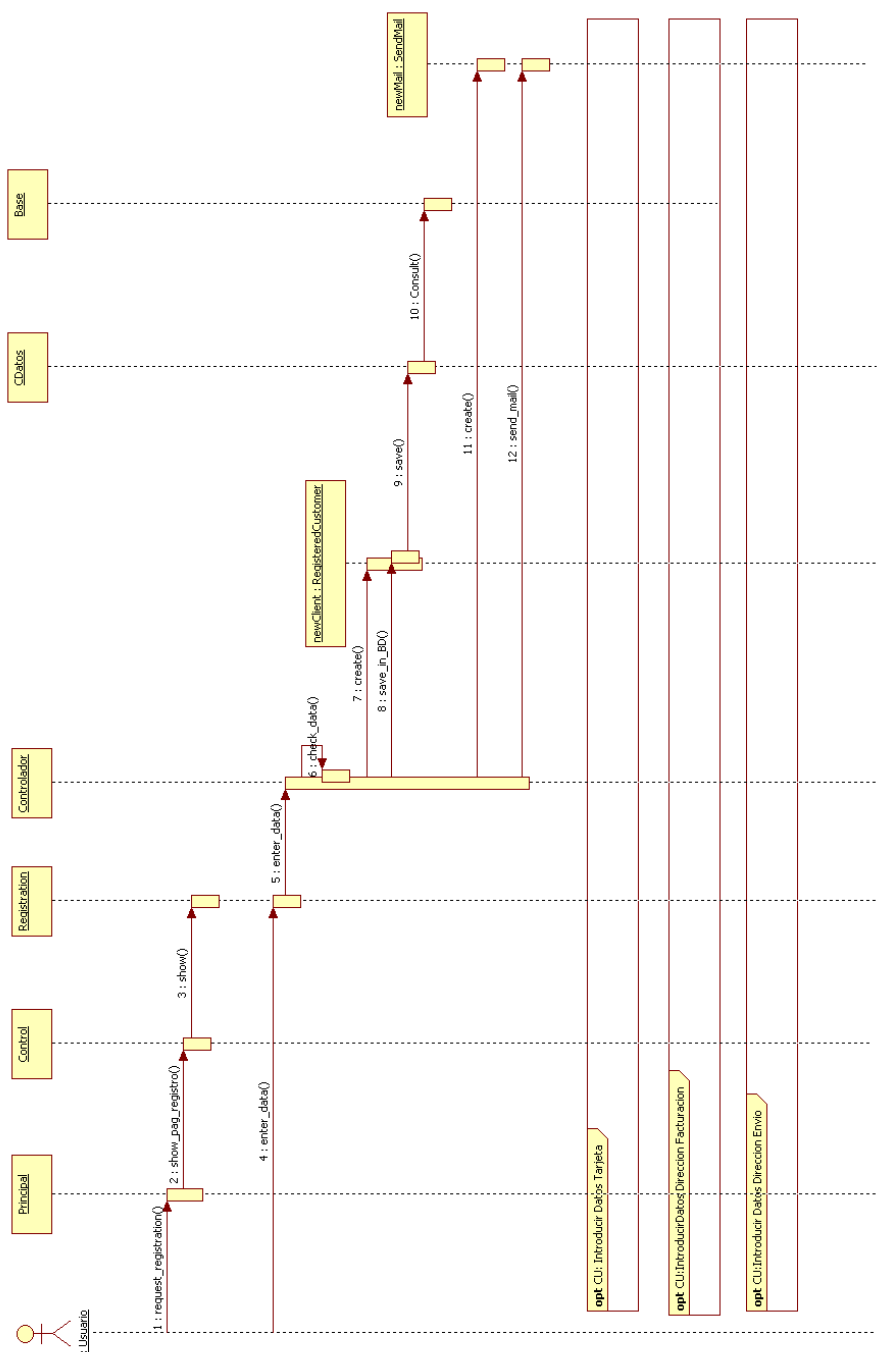 : Usuario
Principal
Control
Registration
Controlador
newClient : RegisteredCustomer
CDatos
Base
newMail : SendMail
1 : request_registration()
2 : show_pag_registro()
3 : show()
4 : enter_data()
5 : enter_data()
6 : check_data()
7 : create()
8 : save_in_BD()
9 : save()
10 : Consult()
11 : create()
12 : send_mail()
opt CU: Introducir Datos Tarjeta
opt CU:IntroducirDatos Direccion Facturacion
opt CU:Introducir Datos Direccion Envio